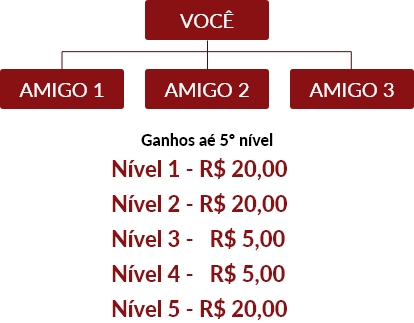 VOCÊ
AMIGO 1 AMIGO 2 AMIGO 3
Ganhos aé 5º nível
Nível 1 - R$ 20,00
Nível 2 - R$ 20,00
Nível 3 - R$ 5,00
Nível 4 - R$ 5,00
Nível 5 - R$ 20,00